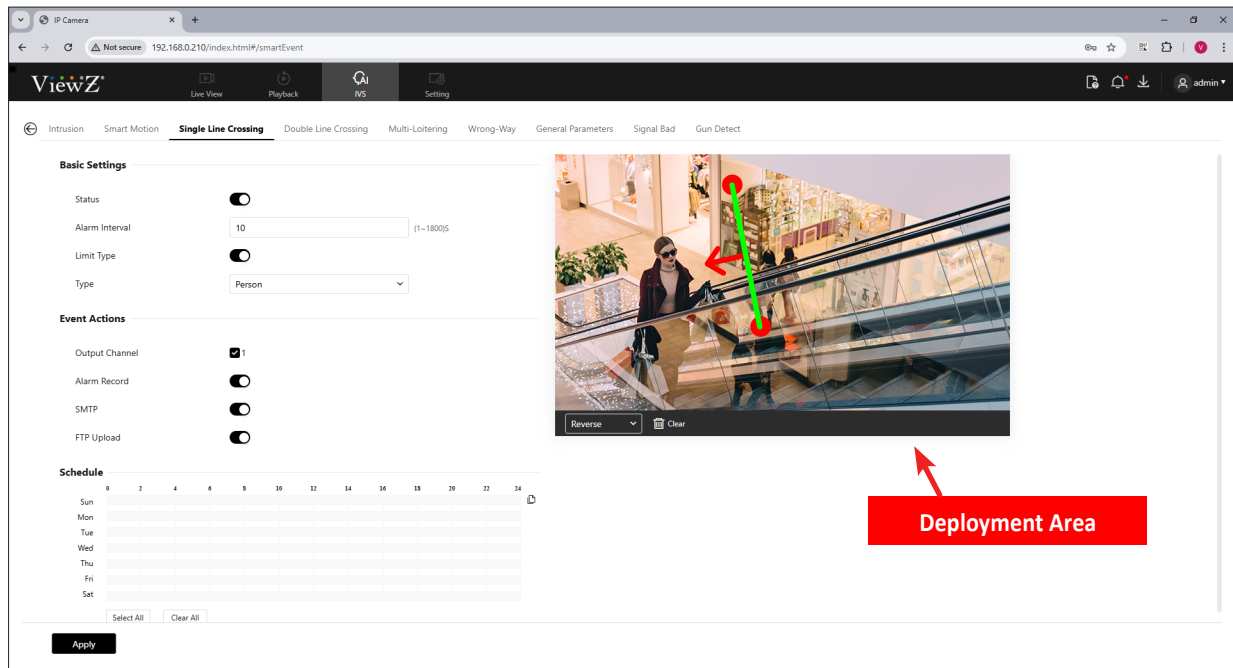 IP Camera
Not secure 192.168.0.210/index.html#/smartEvent
V
ViewZ
Live View Playback AI IVS Setting admin
Intrusion Smart Motion Single Line Crossing Double Line Crossing Multi-Loitering Wrong-Way General Parameters Signal Bad Gun Detect
Basic Settings
Status
Alarm Interval 10 (1~1800)S
Limit Type
Type Person
Event Actions
Output Channel 1
Alarm Record
SMTP
FTP Upload
Reverse Clear
Schedule
0 2 4 6 8 10 12 14 16 18 20 22 24
Sun
Mon
Tue
Wed
Thu
Fri
Sat
Select All Clear All
Deployment Area
Apply